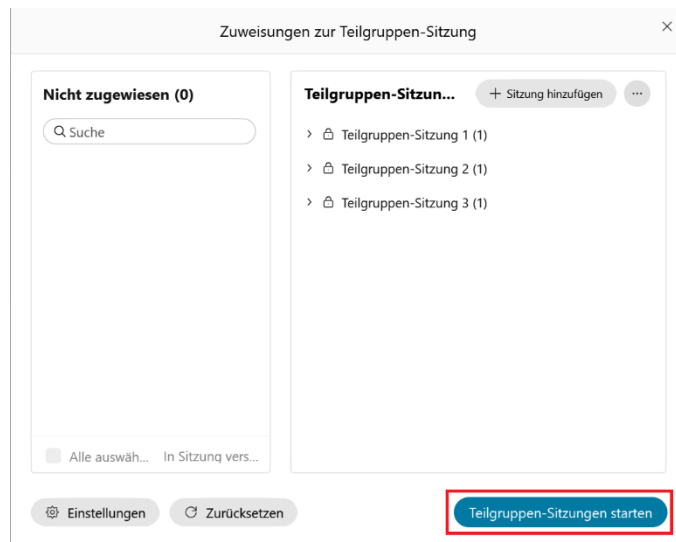 Zuweisungen zur Teilgruppen-Sitzung
Nicht zugewiesen (0)
Suche
Alle auswäh... In Sitzung vers...
Teilgruppen-Sitzun... + Sitzung hinzufügen ...
Teilgruppen-Sitzung 1 (1)
Teilgruppen-Sitzung 2 (1)
Teilgruppen-Sitzung 3 (1)
Einstellungen Zurücksetzen Teilgruppen-Sitzungen starten